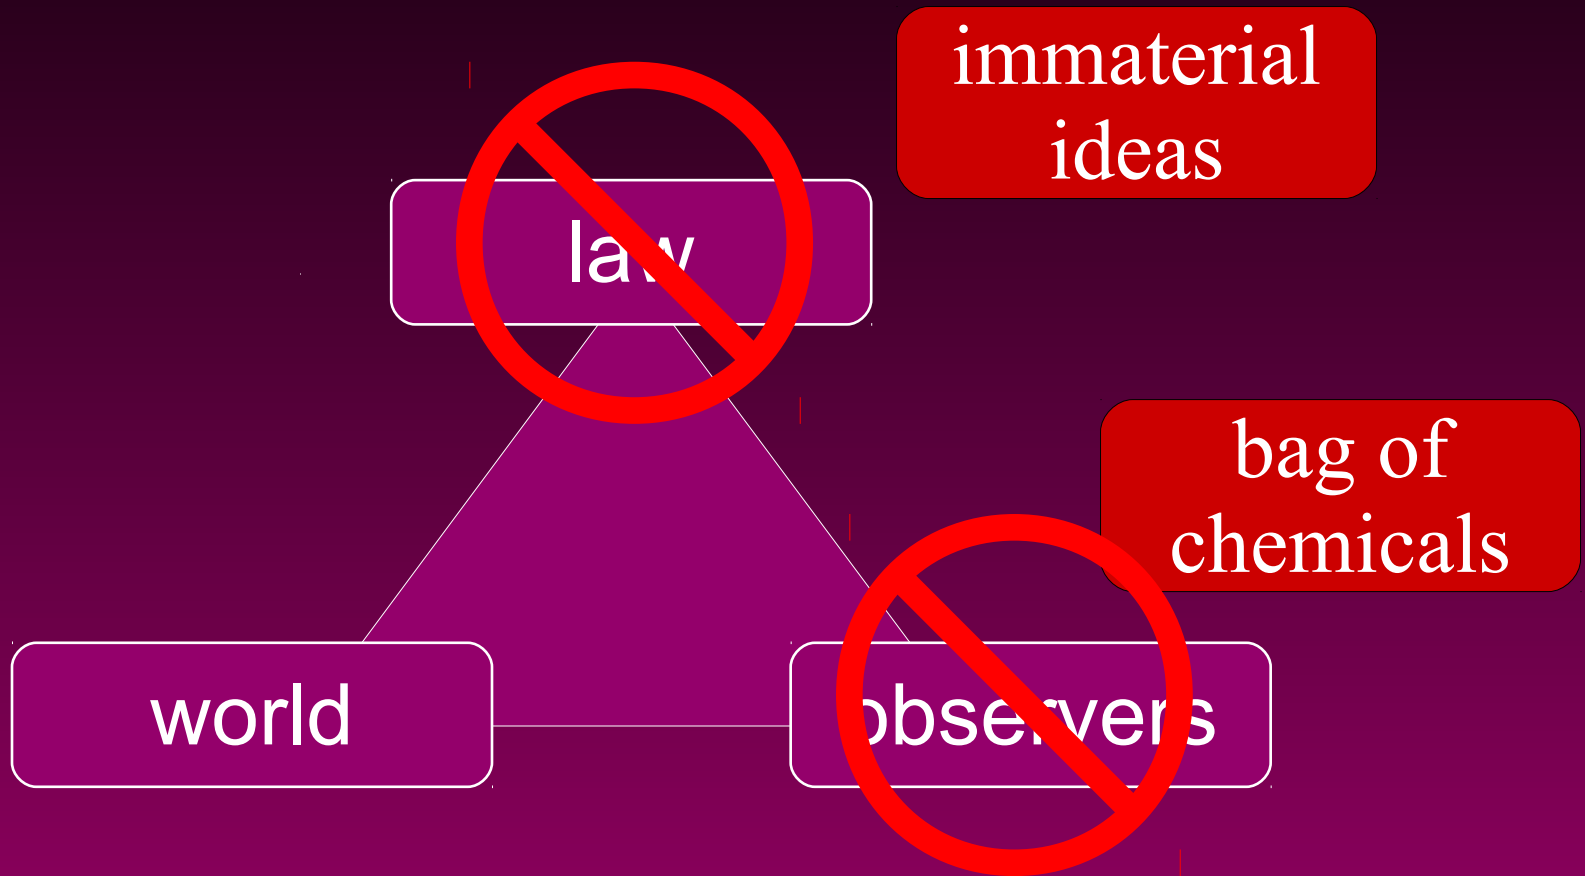 immaterial
ideas
law
bag of
chemicals
world
observers